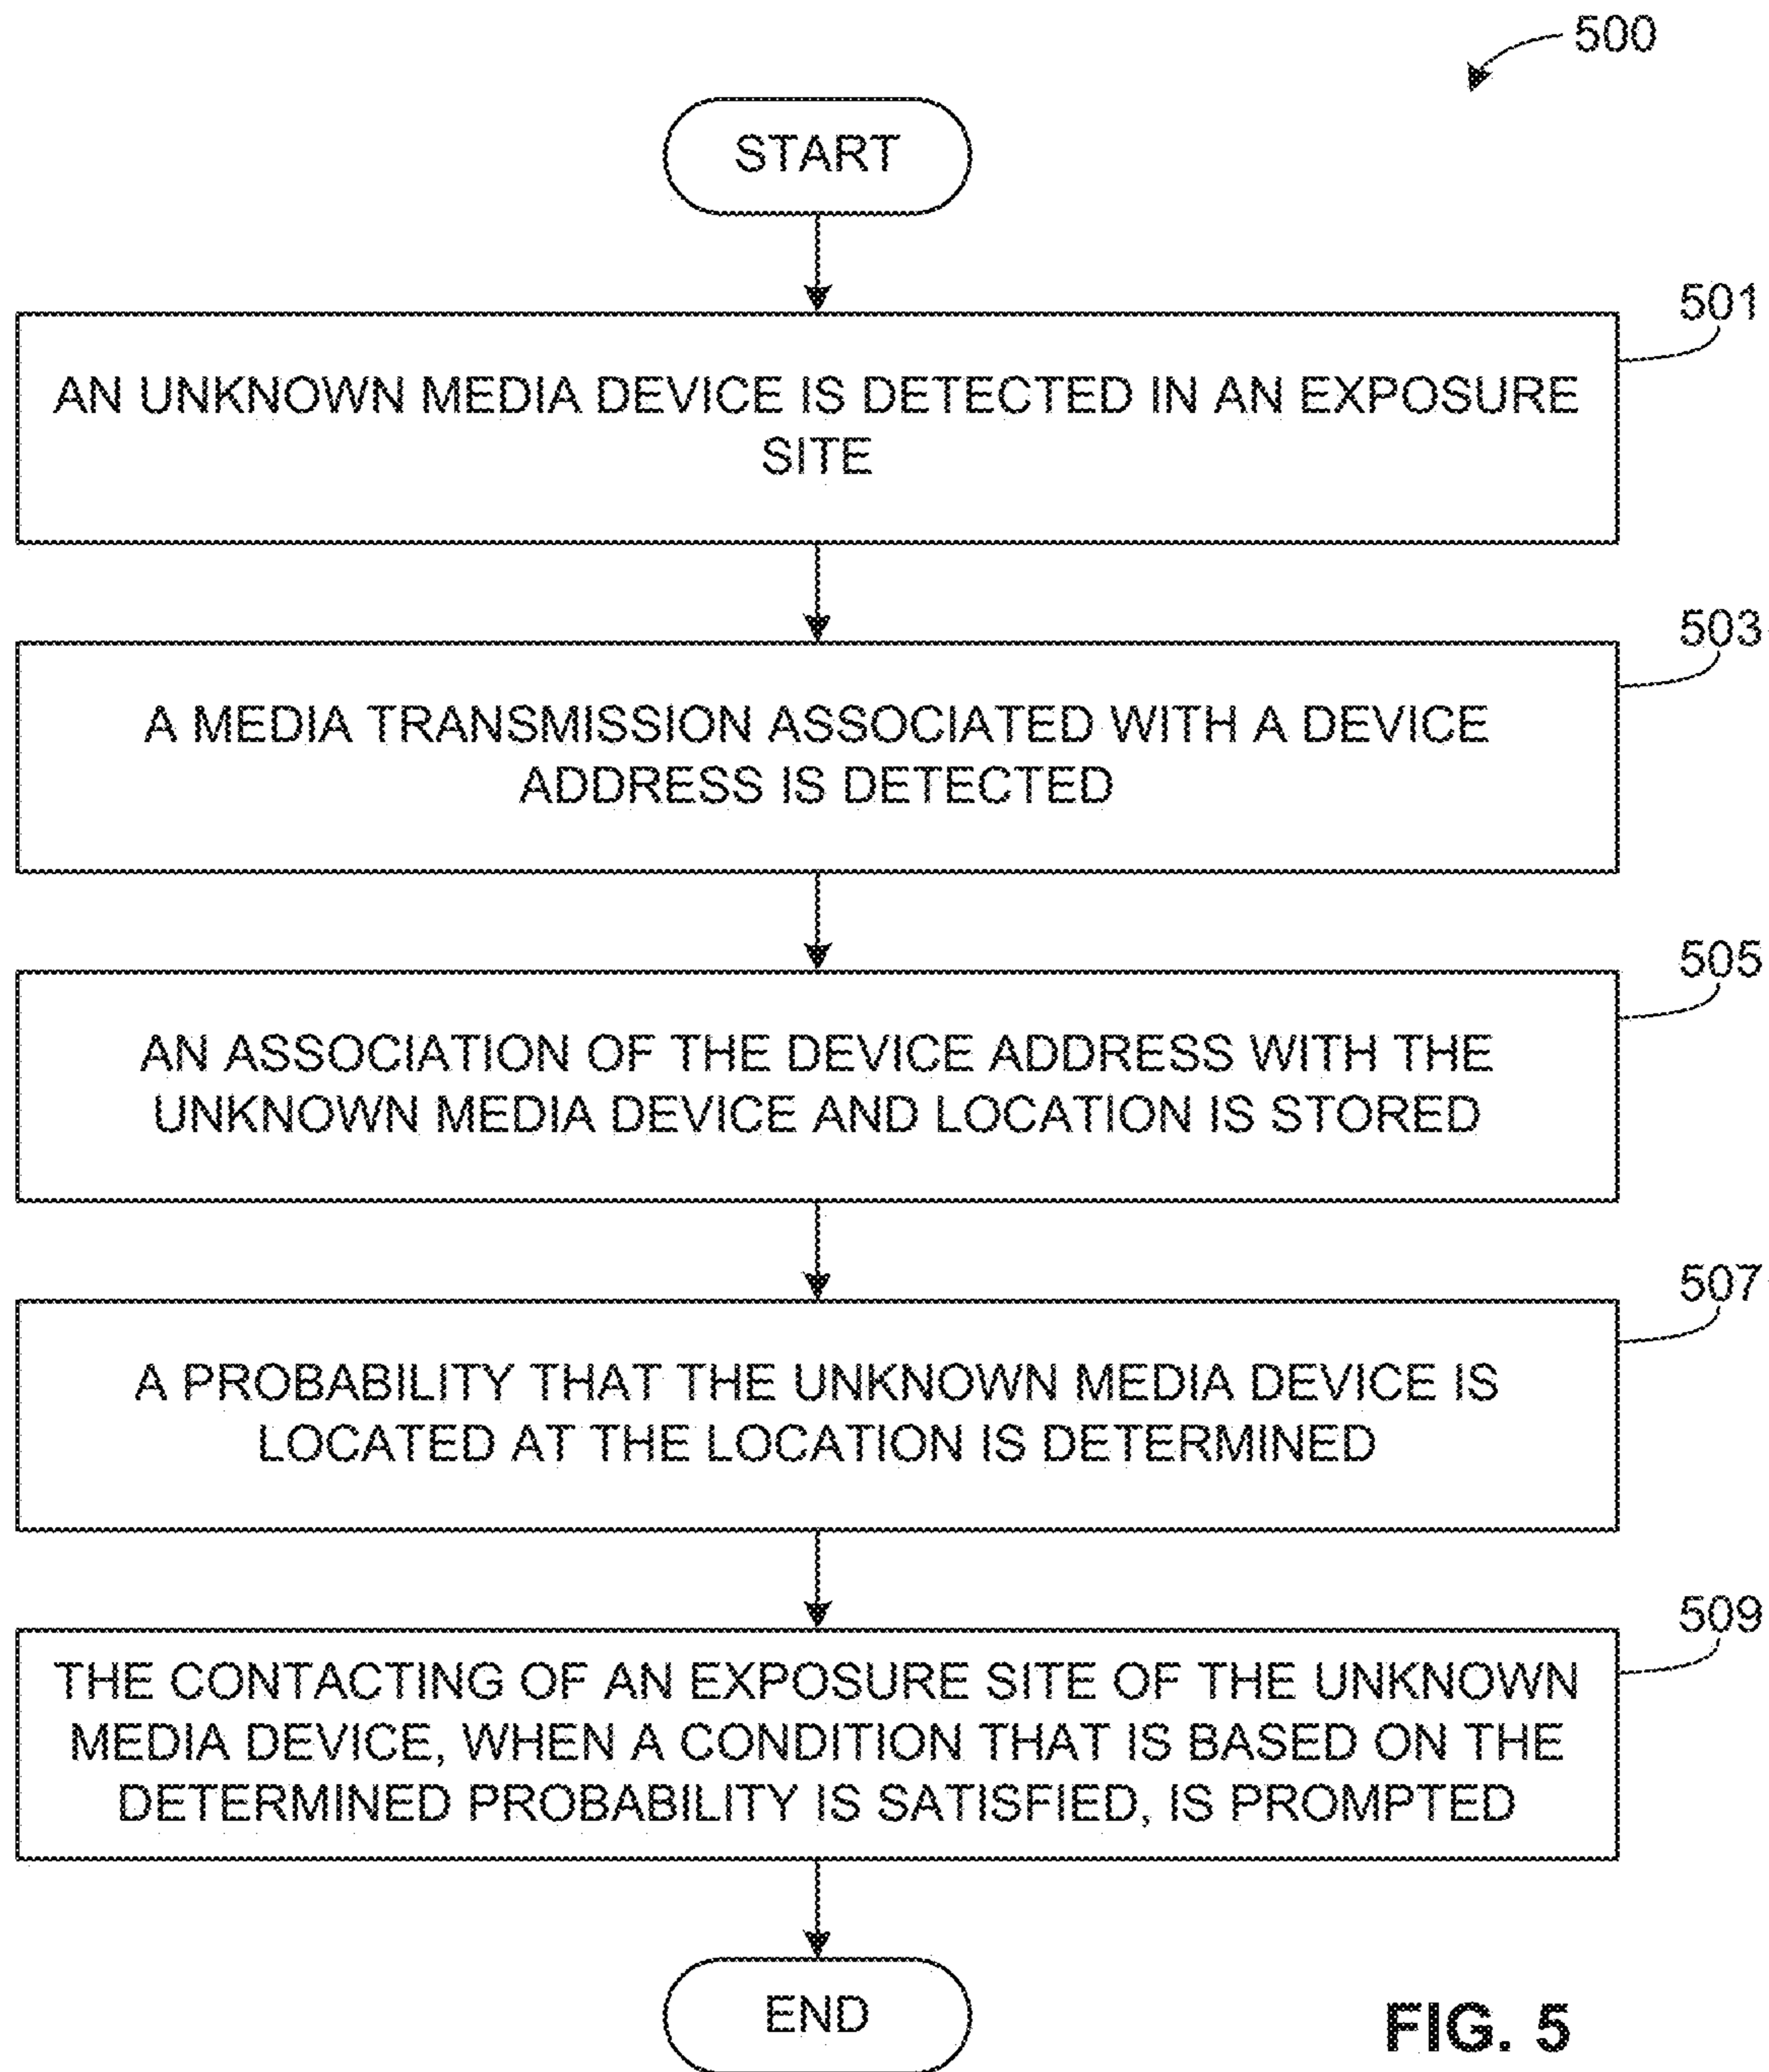 500
START
501
AN UNKNOWN MEDIA DEVICE IS DETECTED IN AN EXPOSURE
SITE
503
A MEDIA TRANSMISSION ASSOCIATED WITH A DEVICE
ADDRESS IS DETECTED
505
AN ASSOCIATION OF THE DEVICE ADDRESS WITH THE
UNKNOWN MEDIA DEVICE AND LOCATION IS STORED
507
A PROBABILITY THAT THE UNKNOWN MEDIA DEVICE IS
LOCATED AT THE LOCATION IS DETERMINED
509
THE CONTACTING OF AN EXPOSURE SITE OF THE UNKNOWN
MEDIA DEVICE, WHEN A CONDITION THAT IS BASED ON THE
DETERMINED PROBABILITY IS SATISFIED, IS PROMPTED
END
FIG. 5